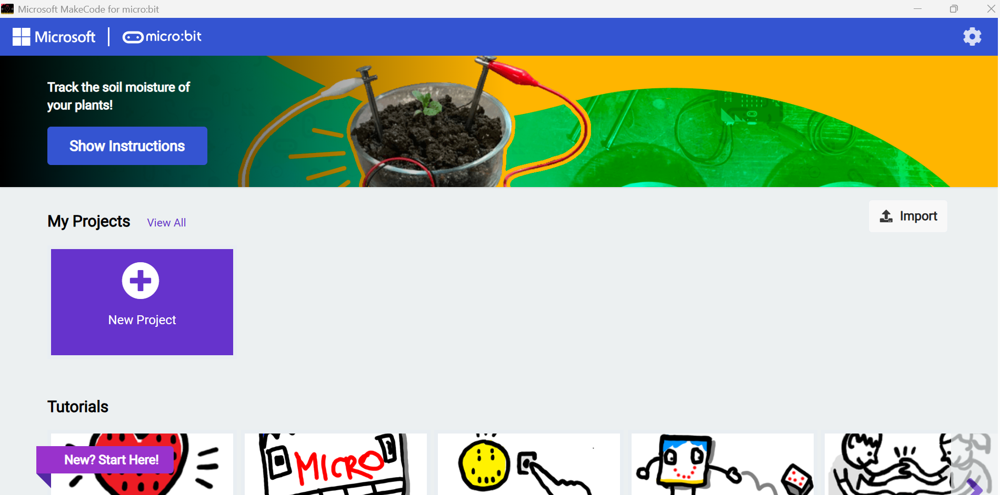 Microsoft MakeCode for micro:bit
Microsoft | micro:bit
Track the soil moisture of
your plants!
Show Instructions
My Projects View All
Import
New Project
Tutorials
New? Start Here!
MICRO